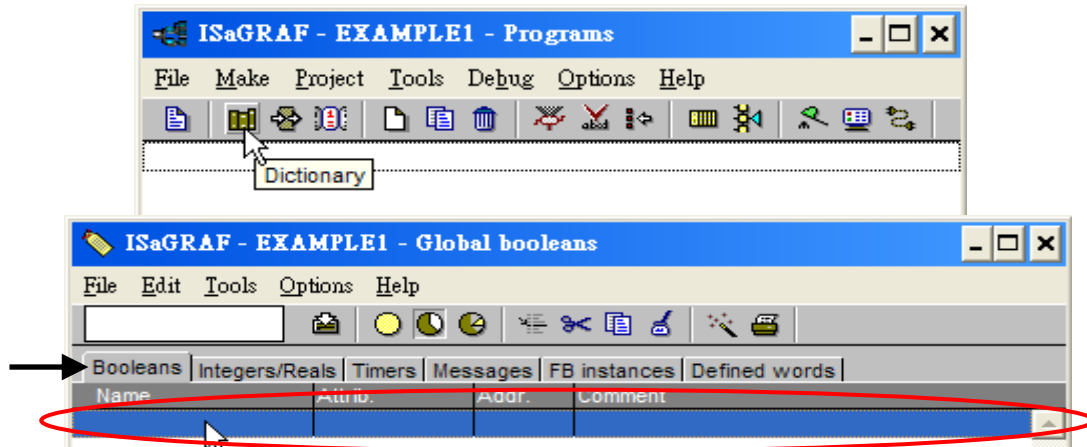 ISaGRAF - EXAMPLE1 - Programs
File Make Project Tools Debug Options Help
Dictionary
ISaGRAF - EXAMPLE1 - Global booleans
File Edit Tools Options Help
Booleans Integers/Reals Timers Messages FB instances Defined words
Name Attrib. Addr. Comment